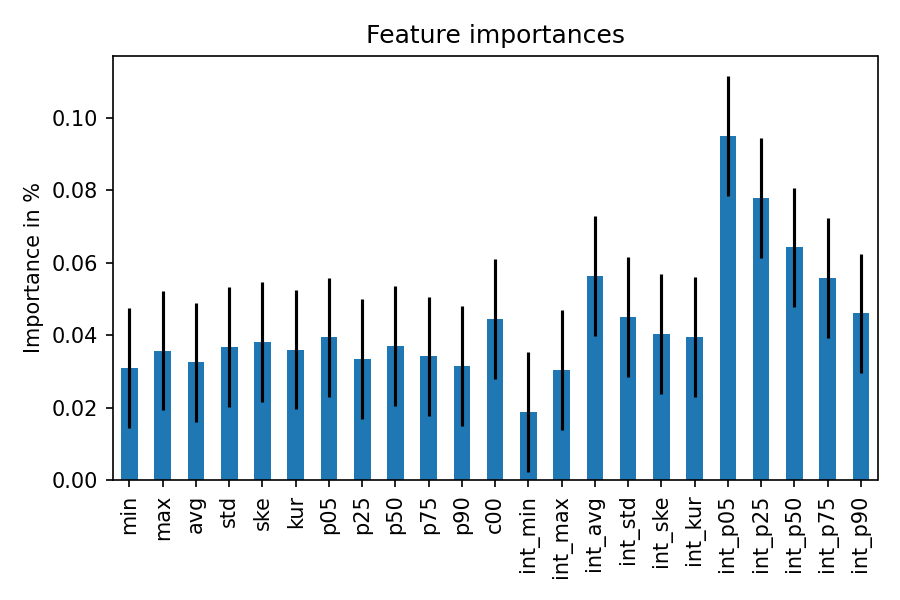 Feature importances
Importance in %
0.10
0.08
0.06
0.04
0.02
0.00
min
max
avg
std
ske
kur
p05
p25
p50
p75
p90
c00
int_min
int_max
int_avg
int_std
int_ske
int_kur
int_p05
int_p25
int_p50
int_p75
int_p90